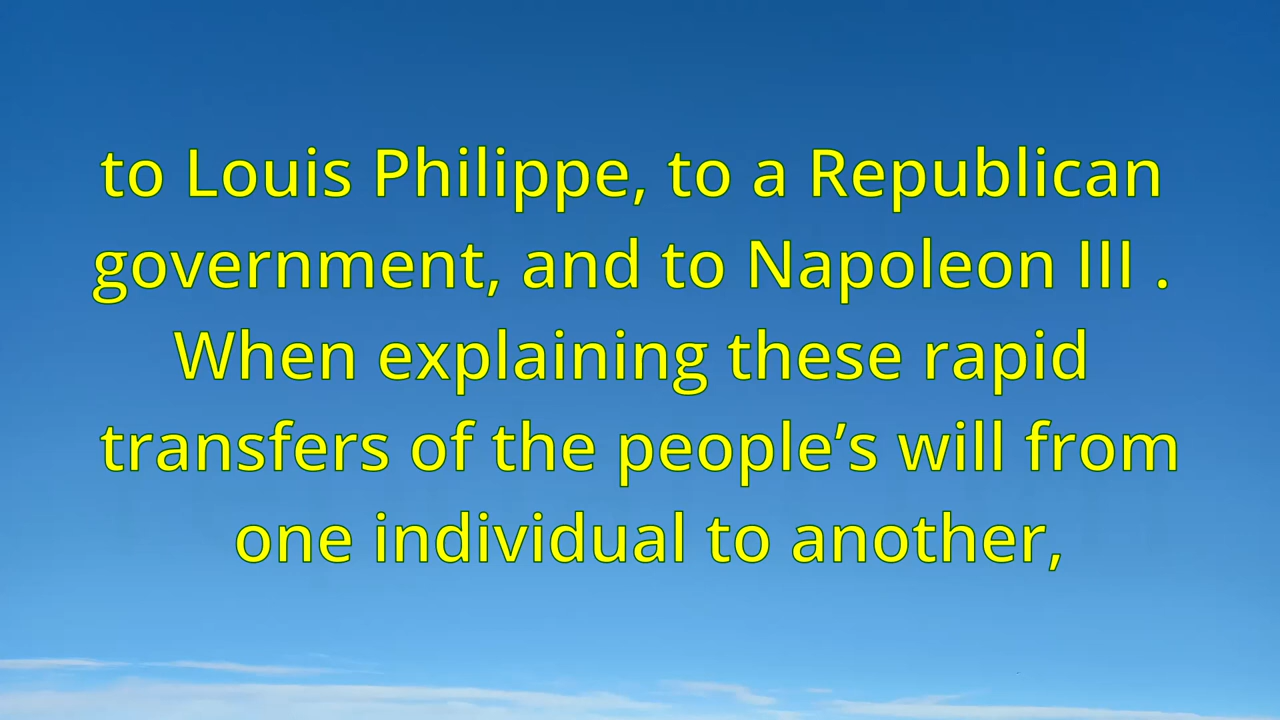 to Louis Philippe, to a Republican
government, and to Napoleon III .
When explaining these rapid
transfers of the people’s will from
one individual to another,